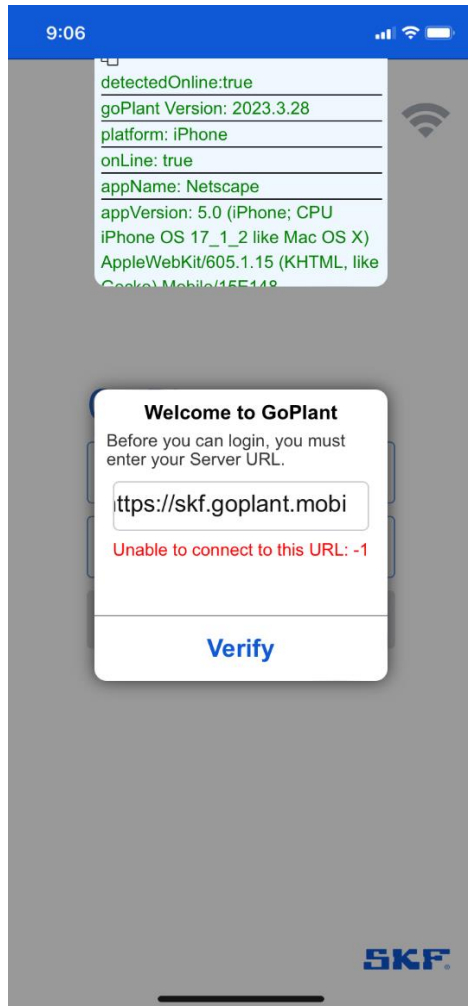 9:06
detectedOnline:true
goPlant Version: 2023.3.28
platform: iPhone
onLine: true
appName: Netscape
appVersion: 5.0 (iPhone; CPU
iPhone OS 17_1_2 like Mac OS X)
AppleWebKit/605.1.15 (KHTML, like
Gecko) Mobile/15E148
Welcome to GoPlant
Before you can login, you must
enter your Server URL.
ttps://skf.goplant.mobi
Unable to connect to this URL: -1
Verify
SKF.